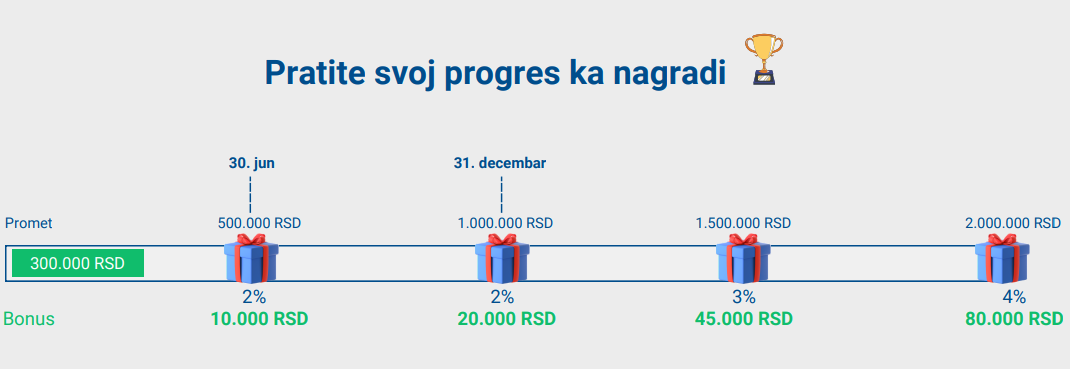 Pratite svoj progres ka nagradi
30. jun
31. decembar
Promet
500.000 RSD
1.000.000 RSD
1.500.000 RSD
2.000.000 RSD
300.000 RSD
2%
2%
3%
4%
Bonus
10.000 RSD
20.000 RSD
45.000 RSD
80.000 RSD